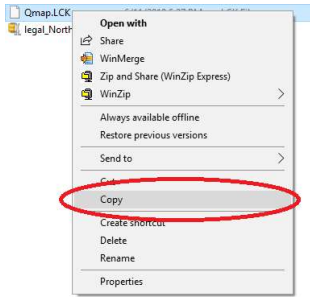 Qmap.LCK
legal_North
Open with
Share
WinMerge
Zip and Share (WinZip Express)
WinZip
Always available offline
Restore previous versions
Send to
Cut
Copy
Create shortcut
Delete
Rename
Properties